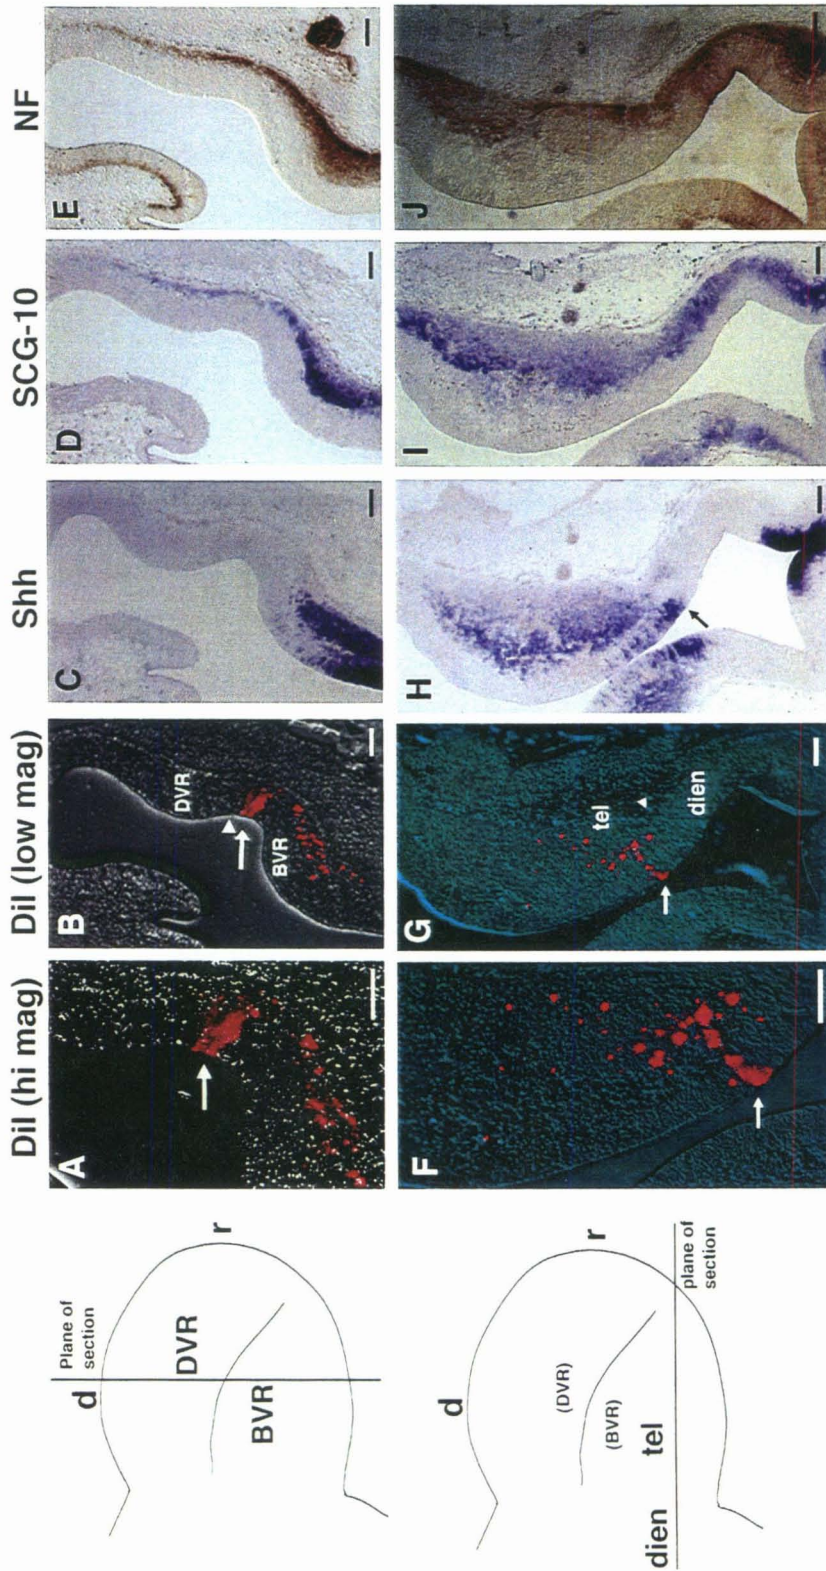 DiI (hi mag)
DiI (low mag)
Shh
SCG-10
NF
d
Plane of
section
DVR
BVR
r
A
B
DVR
BVR
C
D
E
d
(DVR)
(BVR)
r
dien
tel
plane of
section
F
G
tel
dien
H
I
J